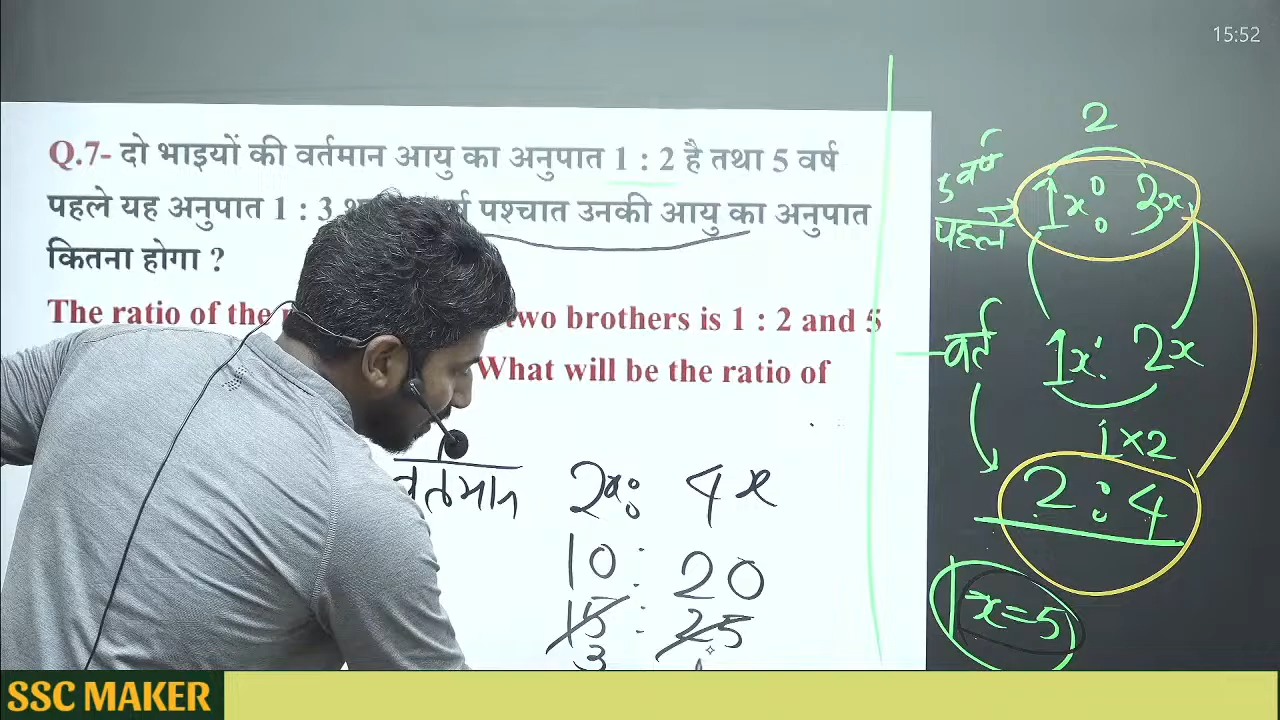 15:52
Q.7- दो भाइयों की वर्तमान आयु का अनुपात 1 : 2 है तथा 5 वर्ष
पहले यह अनुपात 1 : 3 पश्चात उनकी आयु का अनुपात
कितना होगा ?
The ratio of the two brothers is 1 : 2 and 5
What will be the ratio of
वर्तमान 2x : 4x
10 : 20
15 : 25
3
2
5 वर्ष पहले 1x : 3x
वर्त 1x : 2x
1 x 2
2 : 4
x = 5
SSC MAKER